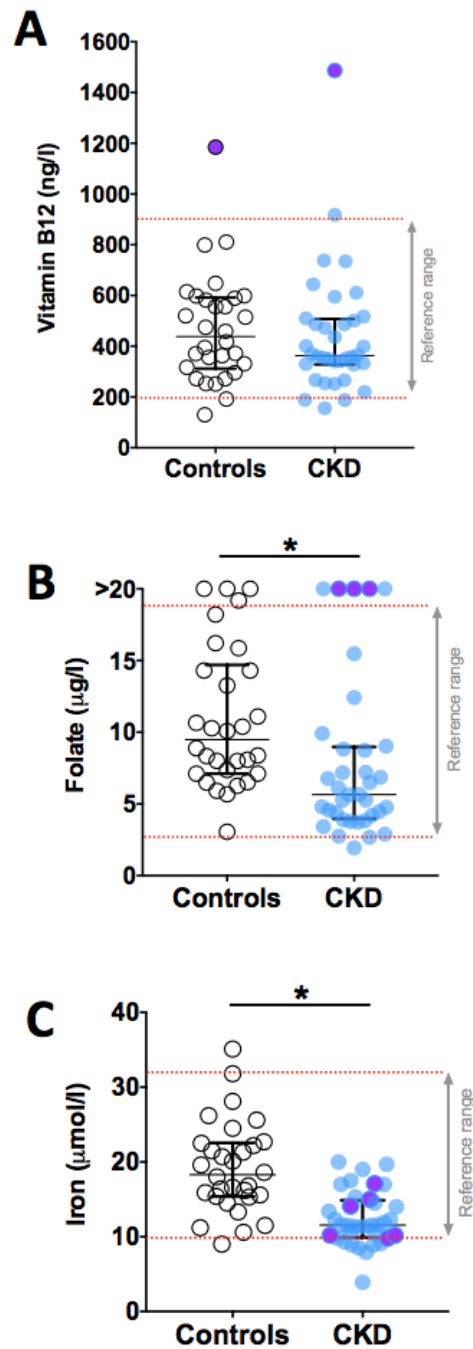 A
Vitamin B12 (ng/l)
1600
1400
1200
1000
800
600
400
200
0
Reference range
Controls
CKD
B
*
Folate (µg/l)
>20
15
10
5
0
Reference range
Controls
CKD
C
*
Iron (µmol/l)
40
30
20
10
0
Reference range
Controls
CKD